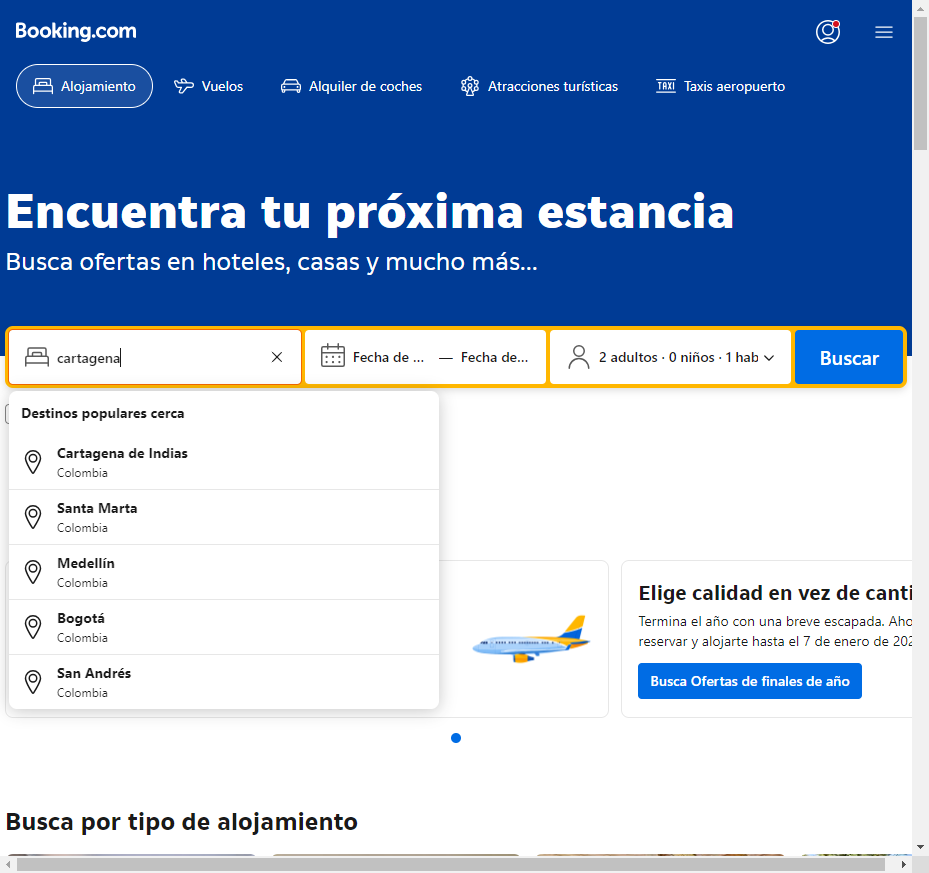 Booking.com
Alojamiento
Vuelos
Alquiler de coches
Atracciones turísticas
TAXI
Taxis aeropuerto
Encuentra tu próxima estancia
Busca ofertas en hoteles, casas y mucho más...
cartagena
Fecha de ... — Fecha de...
2 adultos · 0 niños · 1 hab
Buscar
Destinos populares cerca
Cartagena de Indias
Colombia
Santa Marta
Colombia
Medellín
Colombia
Bogotá
Colombia
San Andrés
Colombia
Elige calidad en vez de canti
Termina el año con una breve escapada. Aho
reservar y alojarte hasta el 7 de enero de 202
Busca Ofertas de finales de año
Busca por tipo de alojamiento